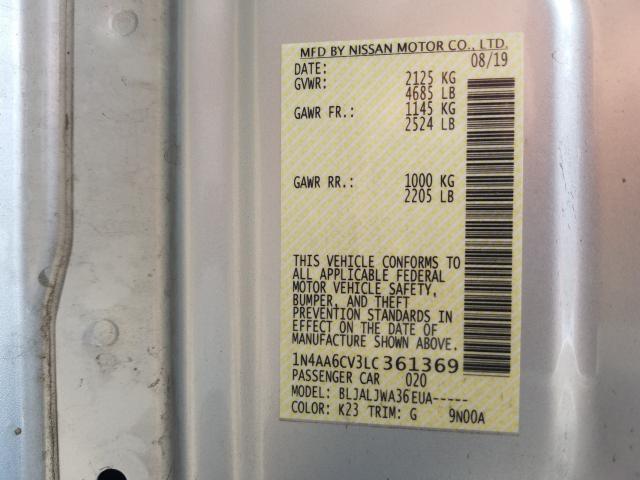 MFD BY NISSAN MOTOR CO., LTD.
DATE: 08/19
GVWR: 2125 KG
4685 LB
GAWR FR.: 1145 KG
2524 LB
GAWR RR.: 1000 KG
2205 LB
THIS VEHICLE CONFORMS TO
ALL APPLICABLE FEDERAL
MOTOR VEHICLE SAFETY,
BUMPER, AND THEFT
PREVENTION STANDARDS IN
EFFECT ON THE DATE OF
MANUFACTURE SHOWN ABOVE.
1N4AA6CV3LC361369
PASSENGER CAR 020
MODEL: BLJALJWA36EUA-----
COLOR: K23 TRIM: G 9N00A